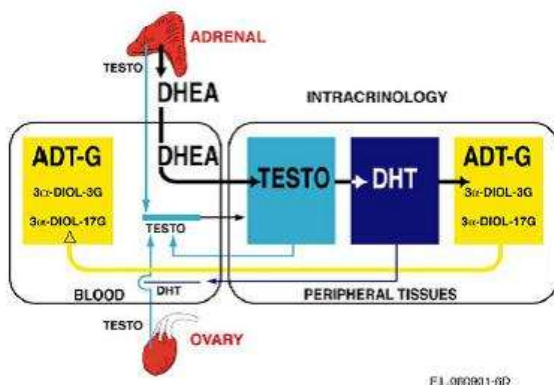 ADRENAL
TESTO
DHEA
INTRACRINOLOGY
ADT-G
3α-DIOL-3G
3α-DIOL-17G
DHEA
TESTO
TESTO
DHT
ADT-G
3α-DIOL-3G
3α-DIOL-17G
BLOOD
DHT
PERIPHERAL TISSUES
TESTO
OVARY